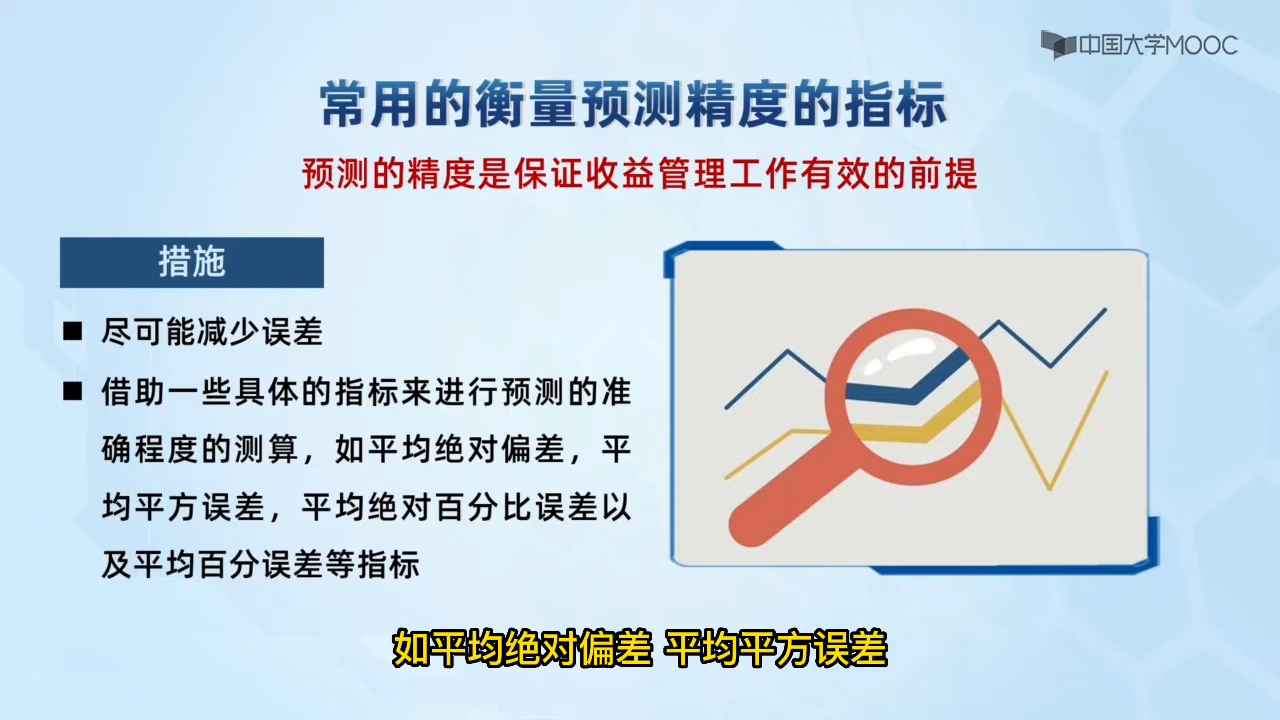 中国大学MOOC
常用的衡量预测精度的指标
预测的精度是保证收益管理工作有效的前提
措施
■ 尽可能减少误差
■ 借助一些具体的指标来进行预测的准
确程度的测算，如平均绝对偏差，平
均平方误差，平均绝对百分比误差以
及平均百分误差等指标
如平均绝对偏差 平均平方误差